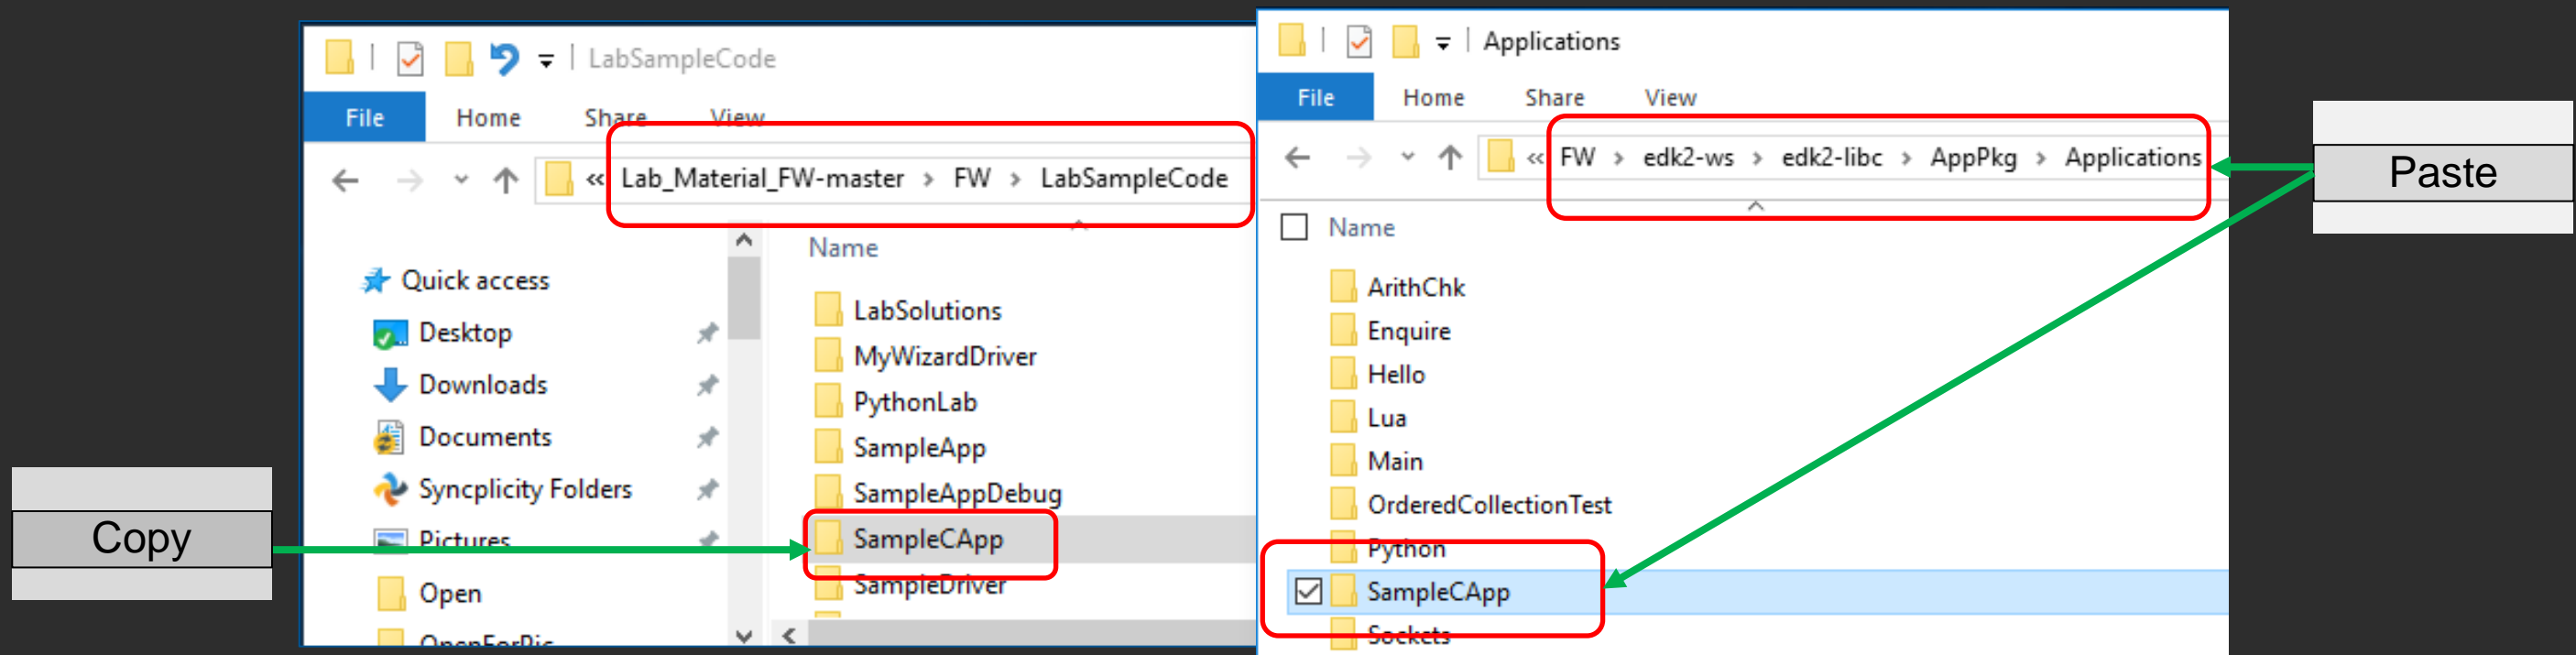 Copy
LabSampleCode
File Home Share View
« Lab_Material_FW-master > FW > LabSampleCode
Quick access
Desktop
Downloads
Documents
Syncplicity Folders
Pictures
Open
OpenForPic
Name
LabSolutions
MyWizardDriver
PythonLab
SampleApp
SampleAppDebug
SampleCApp
SampleDriver
Applications
File Home Share View
« FW > edk2-ws > edk2-libc > AppPkg > Applications
Name
ArithChk
Enquire
Hello
Lua
Main
OrderedCollectionTest
Python
SampleCApp
Sockets
Paste